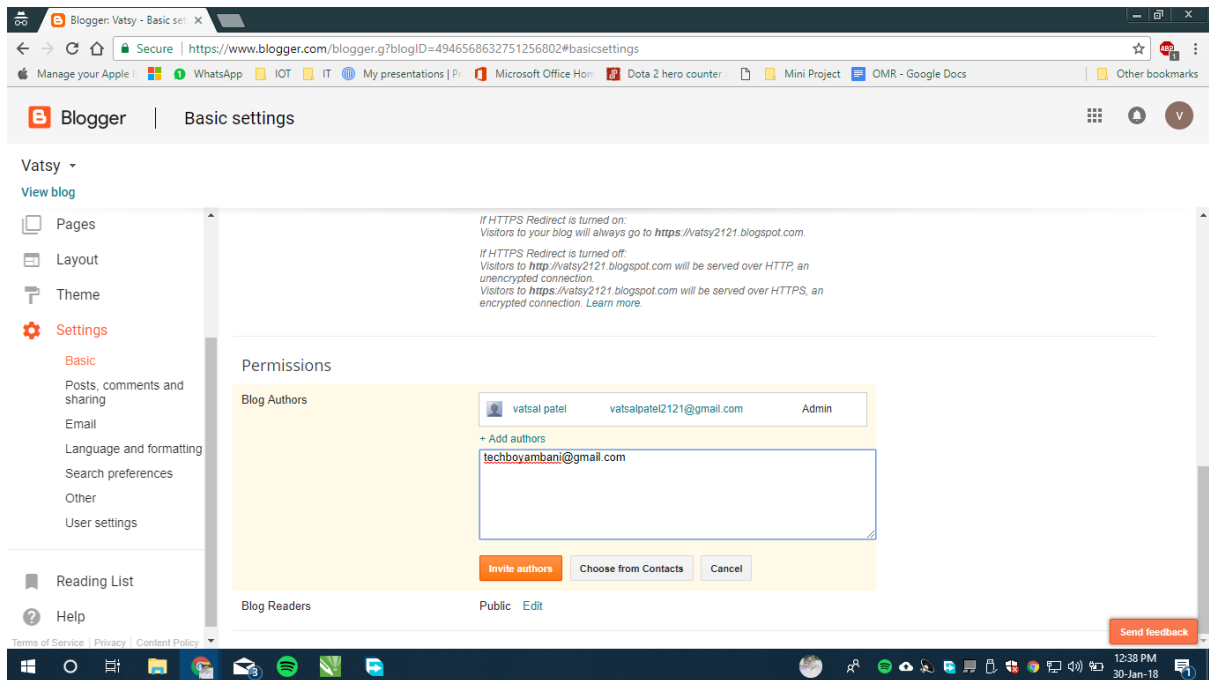 Blogger: Vatsy - Basic set
Secure | https://www.blogger.com/blogger.g?blogID=4946568632751256802#basicsettings
ABP
1
Manage your Apple I WhatsApp IOT IT My presentations | Pr Microsoft Office Hom Dota 2 hero counter Mini Project OMR - Google Docs Other bookmarks
Blogger | Basic settings
V
Vatsy
View blog
Pages
Layout
Theme
Settings
Basic
Posts, comments and
sharing
Email
Language and formatting
Search preferences
Other
User settings
Reading List
Help
Terms of Service | Privacy | Content Policy
If HTTPS Redirect is turned on:
Visitors to your blog will always go to https://vatsy2121.blogspot.com.
If HTTPS Redirect is turned off:
Visitors to http://vatsy2121.blogspot.com will be served over HTTP, an
unencrypted connection.
Visitors to https://vatsy2121.blogspot.com will be served over HTTPS, an
encrypted connection. Learn more.
Permissions
Blog Authors
vatsal patel vatsalpatel2121@gmail.com Admin
+ Add authors
techboyambani@gmail.com
Invite authors Choose from Contacts Cancel
Blog Readers Public Edit
Send feedback
3
12:38 PM
30-Jan-18
1